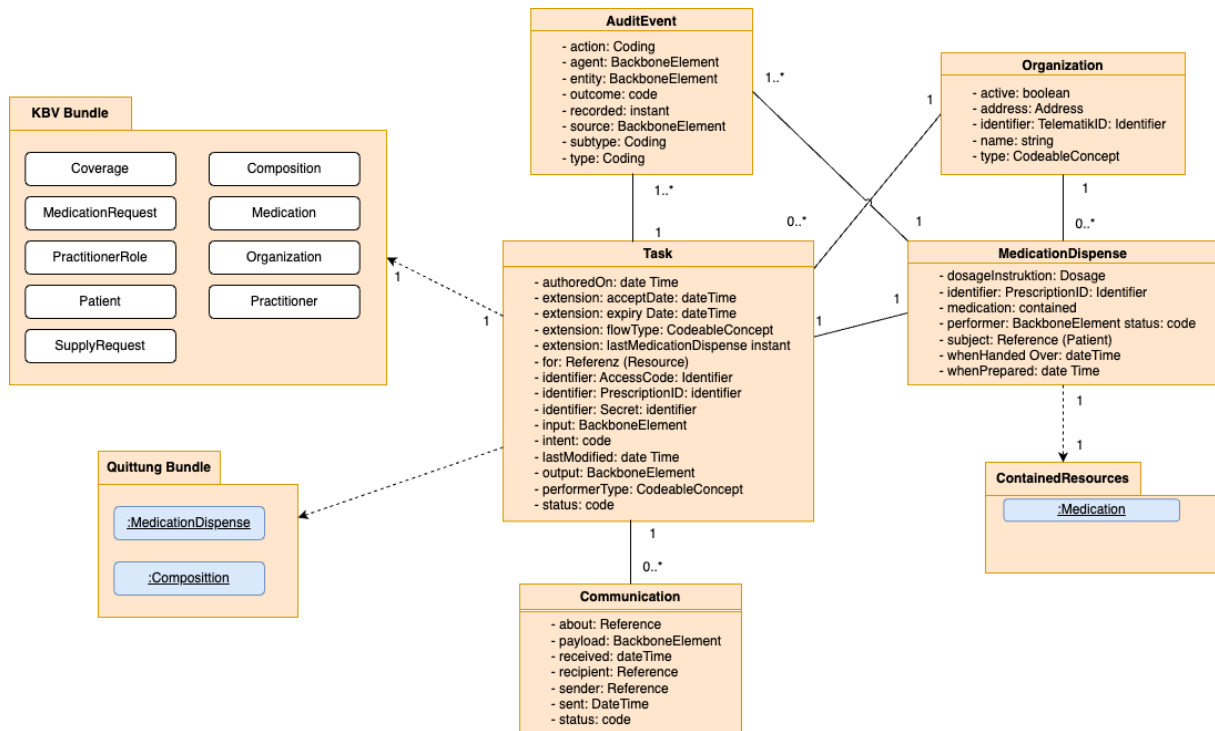 AuditEvent
- action: Coding
- agent: BackboneElement
- entity: BackboneElement
- outcome: code
- recorded: instant
- source: BackboneElement
- subtype: Coding
- type: Coding
1..*
1..*
1
1
Organization
- active: boolean
- address: Address
- identifier: TelematikID: Identifier
- name: string
- type: CodeableConcept
1
0..*
1
0..*
KBV Bundle
Coverage
Composition
MedicationRequest
Medication
PractitionerRole
Organization
Patient
Practitioner
SupplyRequest
1
1
Task
- authoredOn: date Time
- extension: acceptDate: dateTime
- extension: expiry Date: dateTime
- extension: flowType: CodeableConcept
- extension: lastMedicationDispense instant
- for: Referenz (Resource)
- identifier: AccessCode: Identifier
- identifier: PrescriptionID: identifier
- identifier: Secret: identifier
- input: BackboneElement
- intent: code
- lastModified: date Time
- output: BackboneElement
- performerType: CodeableConcept
- status: code
1
1
MedicationDispense
- dosageInstruktion: Dosage
- identifier: PrescriptionID: Identifier
- medication: contained
- performer: BackboneElement status: code
- subject: Reference (Patient)
- whenHanded Over: dateTime
- whenPrepared: date Time
1
1
ContainedResources
:Medication
Quittung Bundle
:MedicationDispense
:Composittion
1
0..*
Communication
- about: Reference
- payload: BackboneElement
- received: dateTime
- recipient: Reference
- sender: Reference
- sent: DateTime
- status: code